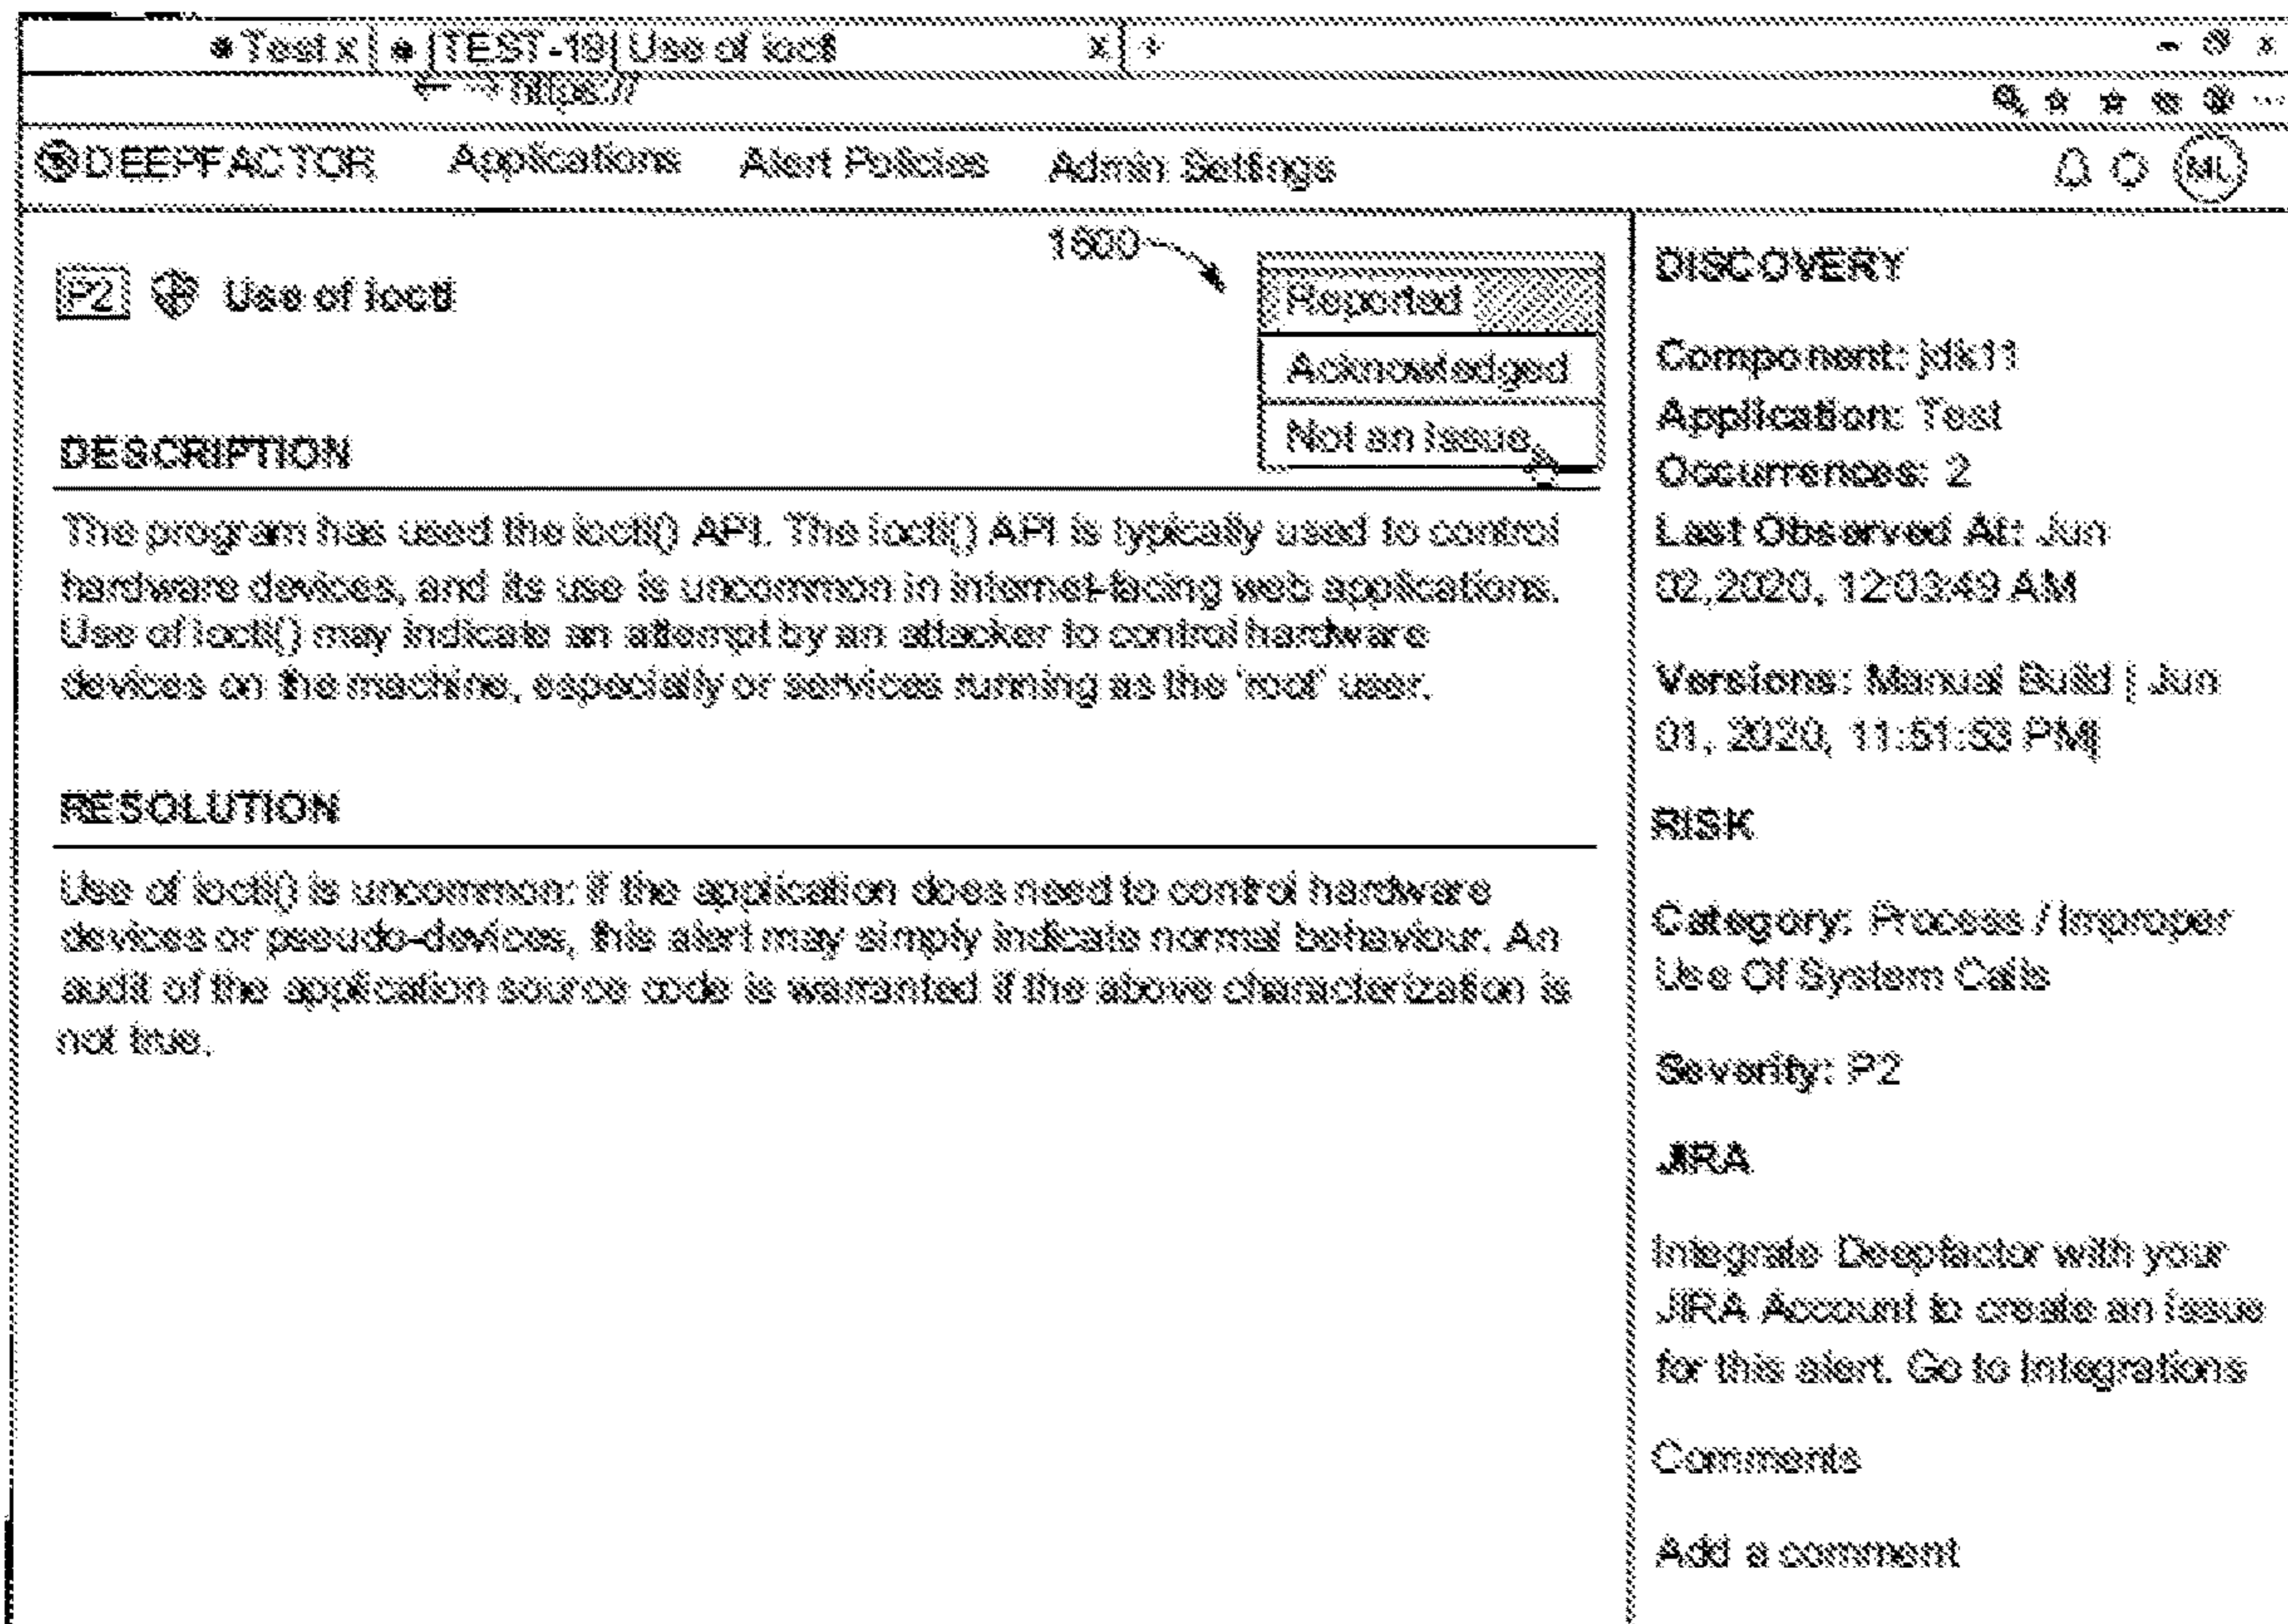 Test x [TEST-19] Use of ioctl x +
← → https://
DEEPFACTOR Applications Alert Policies Admin Settings ML
1600
P2 Use of ioctl
Reported
Acknowledged
Not an issue
DESCRIPTION
The program has used the ioctl() API. The ioctl() API is typically used to control
hardware devices, and its use is uncommon in internet-facing web applications.
Use of ioctl() may indicate an attempt by an attacker to control hardware
devices on the machine, especially or services running as the 'root' user.
RESOLUTION
Use of ioctl() is uncommon: if the application does need to control hardware
devices or pseudo-devices, this alert may simply indicate normal behaviour. An
audit of the application source code is warranted if the above characterization is
not true.
DISCOVERY
Component: jdk11
Application: Test
Occurrences: 2
Last Observed At: Jun
02,2020, 12:03:49 AM
Versions: Manual Build | Jun
01, 2020, 11:51:53 PM|
RISK
Category: Process / Improper
Use Of System Calls
Severity: P2
JIRA
Integrate Deepfactor with your
JIRA Account to create an issue
for this alert. Go to Integrations
Comments
Add a comment